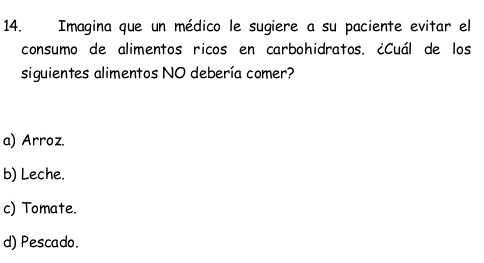 14. Imagina que un médico le sugiere a su paciente evitar el
consumo de alimentos ricos en carbohidratos. ¿Cuál de los
siguientes alimentos NO debería comer?
a) Arroz.
b) Leche.
c) Tomate.
d) Pescado.